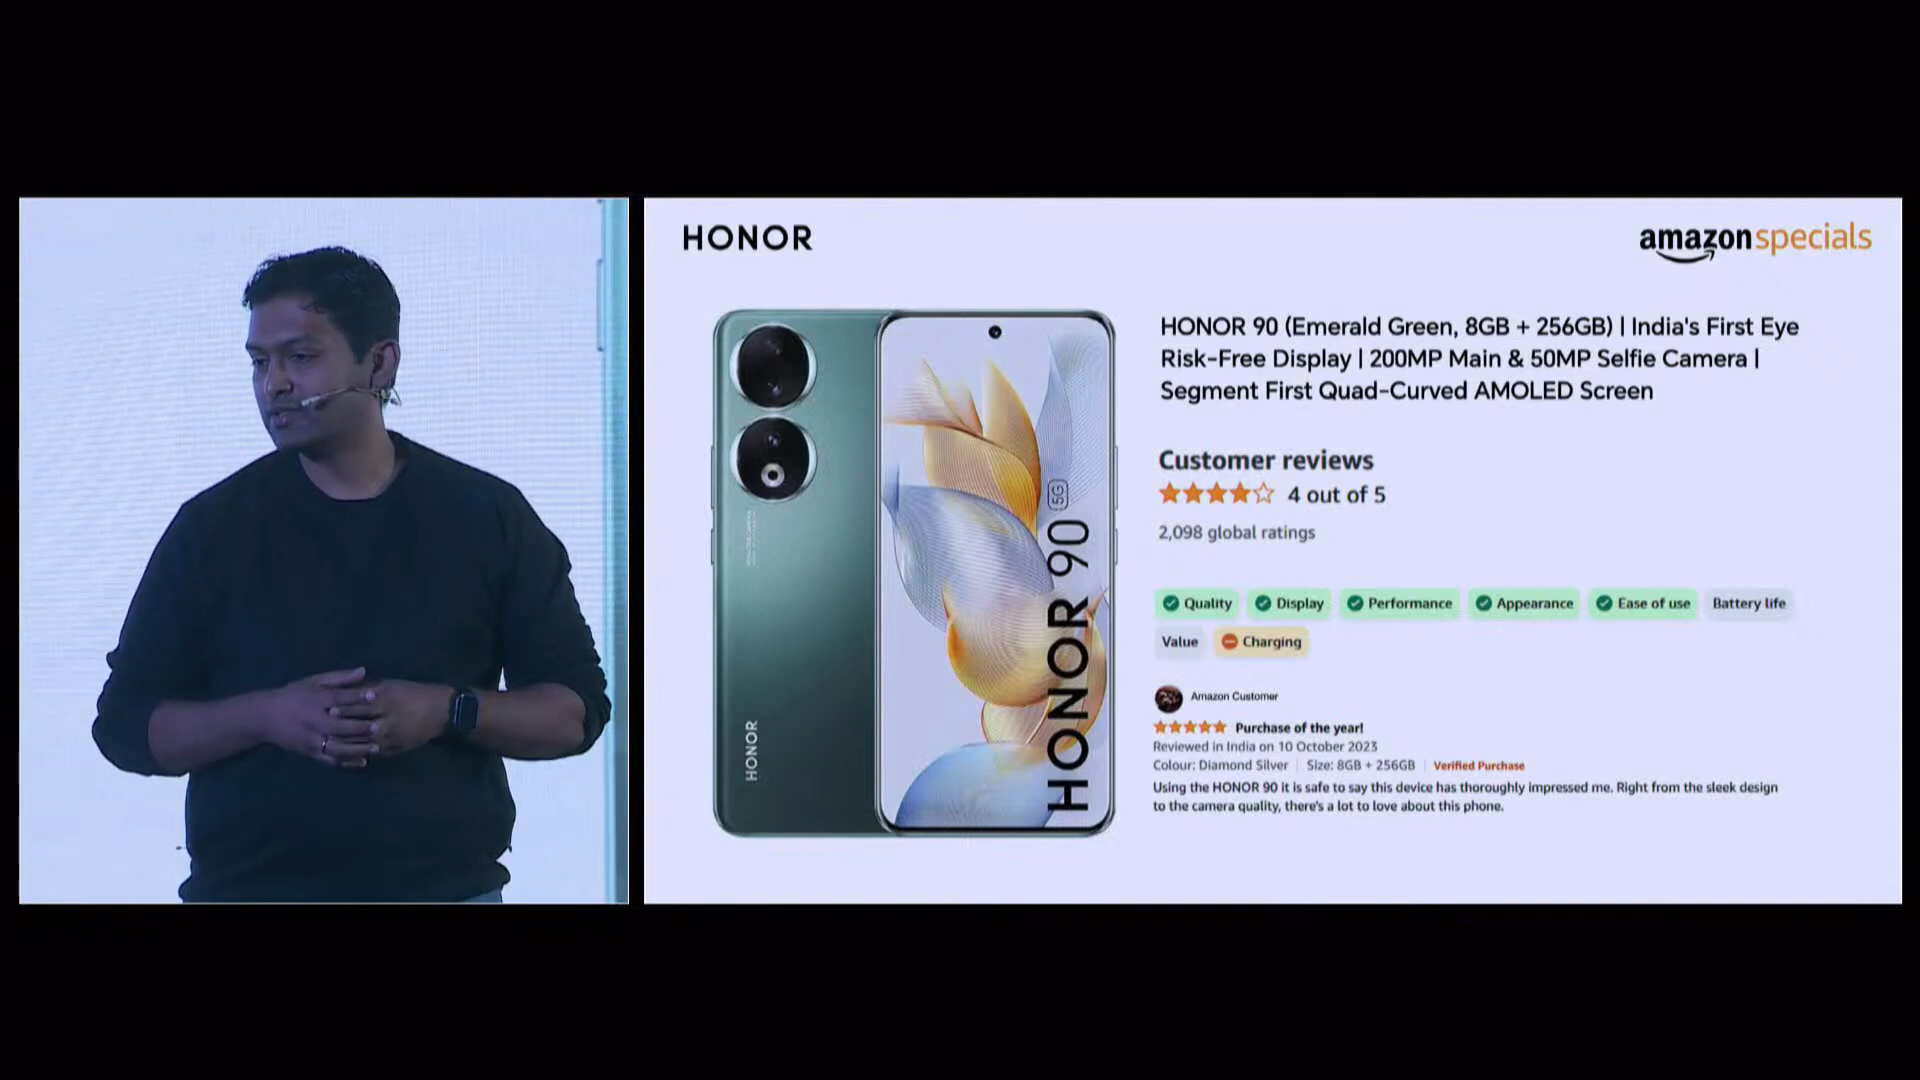 HONOR
amazonspecials
HONOR 90 (Emerald Green, 8GB + 256GB) | India's First Eye
Risk-Free Display | 200MP Main & 50MP Selfie Camera |
Segment First Quad-Curved AMOLED Screen
HONOR
HONOR 90 5G
Customer reviews
4 out of 5
2,098 global ratings
Quality Display Performance Appearance Ease of use Battery life
Value Charging
Amazon Customer
Purchase of the year!
Reviewed in India on 10 October 2023
Colour: Diamond Silver | Size: 8GB + 256GB | Verified Purchase
Using the HONOR 90 it is safe to say this device has thoroughly impressed me. Right from the sleek design
to the camera quality, there's a lot to love about this phone.